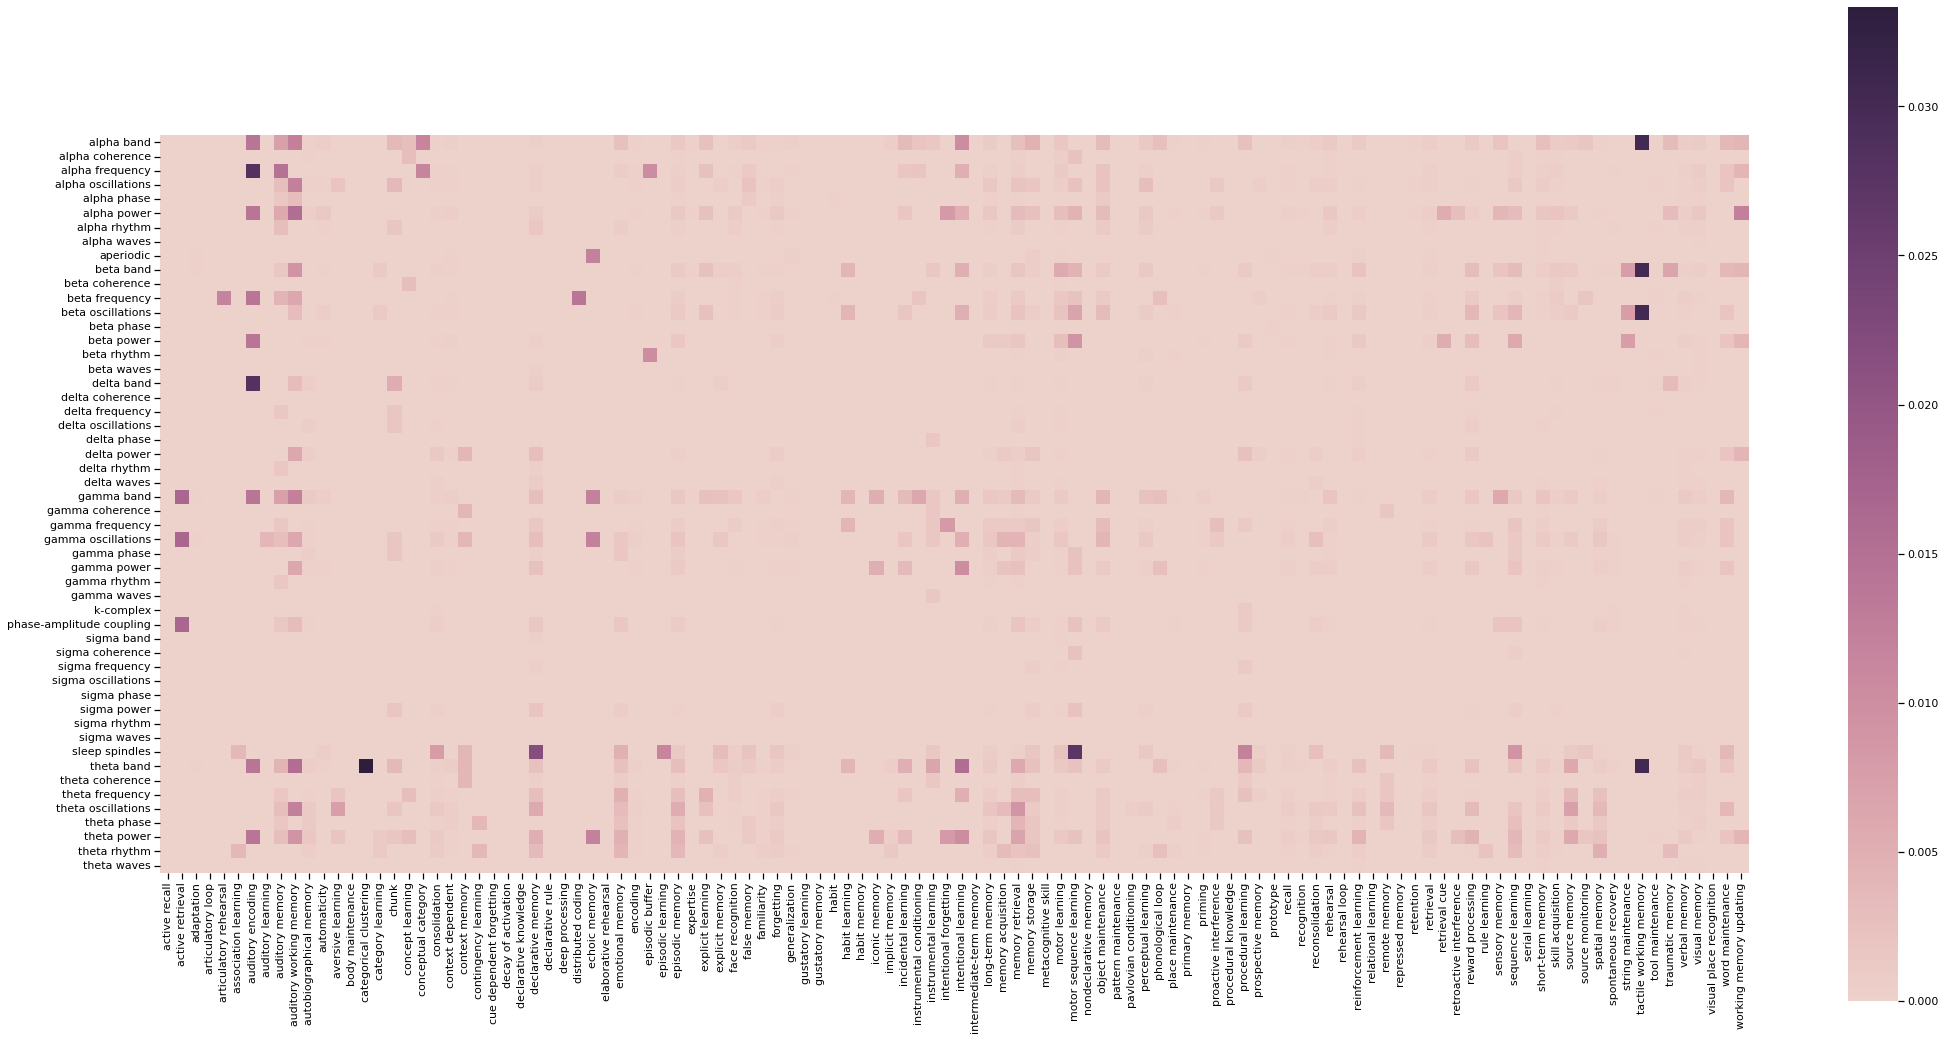 alpha band
alpha coherence
alpha frequency
alpha oscillations
alpha phase
alpha power
alpha rhythm
alpha waves
aperiodic
beta band
beta coherence
beta frequency
beta oscillations
beta phase
beta power
beta rhythm
beta waves
delta band
delta coherence
delta frequency
delta oscillations
delta phase
delta power
delta rhythm
delta waves
gamma band
gamma coherence
gamma frequency
gamma oscillations
gamma phase
gamma power
gamma rhythm
gamma waves
k-complex
phase-amplitude coupling
sigma band
sigma coherence
sigma frequency
sigma oscillations
sigma phase
sigma power
sigma rhythm
sigma waves
sleep spindles
theta band
theta coherence
theta frequency
theta oscillations
theta phase
theta power
theta rhythm
theta waves
active recall
active retrieval
adaptation
articulatory loop
articulatory rehearsal
association learning
auditory encoding
auditory learning
auditory memory
auditory working memory
autobiographical memory
automaticity
aversive learning
body maintenance
categorical clustering
category learning
chunk
concept learning
conceptual category
consolidation
context dependent
context memory
contingency learning
cue dependent forgetting
decay of activation
declarative knowledge
declarative memory
declarative rule
deep processing
distributed coding
echoic memory
elaborative rehearsal
emotional memory
encoding
episodic buffer
episodic learning
episodic memory
expertise
explicit learning
explicit memory
face recognition
false memory
familiarity
forgetting
generalization
gustatory learning
gustatory memory
habit
habit learning
habit memory
iconic memory
implicit memory
incidental learning
instrumental conditioning
instrumental learning
intentional forgetting
intentional learning
intermediate-term memory
long-term memory
memory acquisition
memory retrieval
memory storage
metacognitive skill
motor learning
motor sequence learning
nondeclarative memory
object maintenance
pattern maintenance
pavlovian conditioning
perceptual learning
phonological loop
place maintenance
primary memory
priming
proactive interference
procedural knowledge
procedural learning
prospective memory
prototype
recall
recognition
reconsolidation
rehearsal
rehearsal loop
reinforcement learning
relational learning
remote memory
repressed memory
retention
retrieval
retrieval cue
retroactive interference
reward processing
rule learning
sensory memory
sequence learning
serial learning
short-term memory
skill acquisition
source memory
source monitoring
spatial memory
spontaneous recovery
string maintenance
tactile working memory
tool maintenance
traumatic memory
verbal memory
visual memory
visual place recognition
word maintenance
working memory updating
0.030
0.025
0.020
0.015
0.010
0.005
0.000